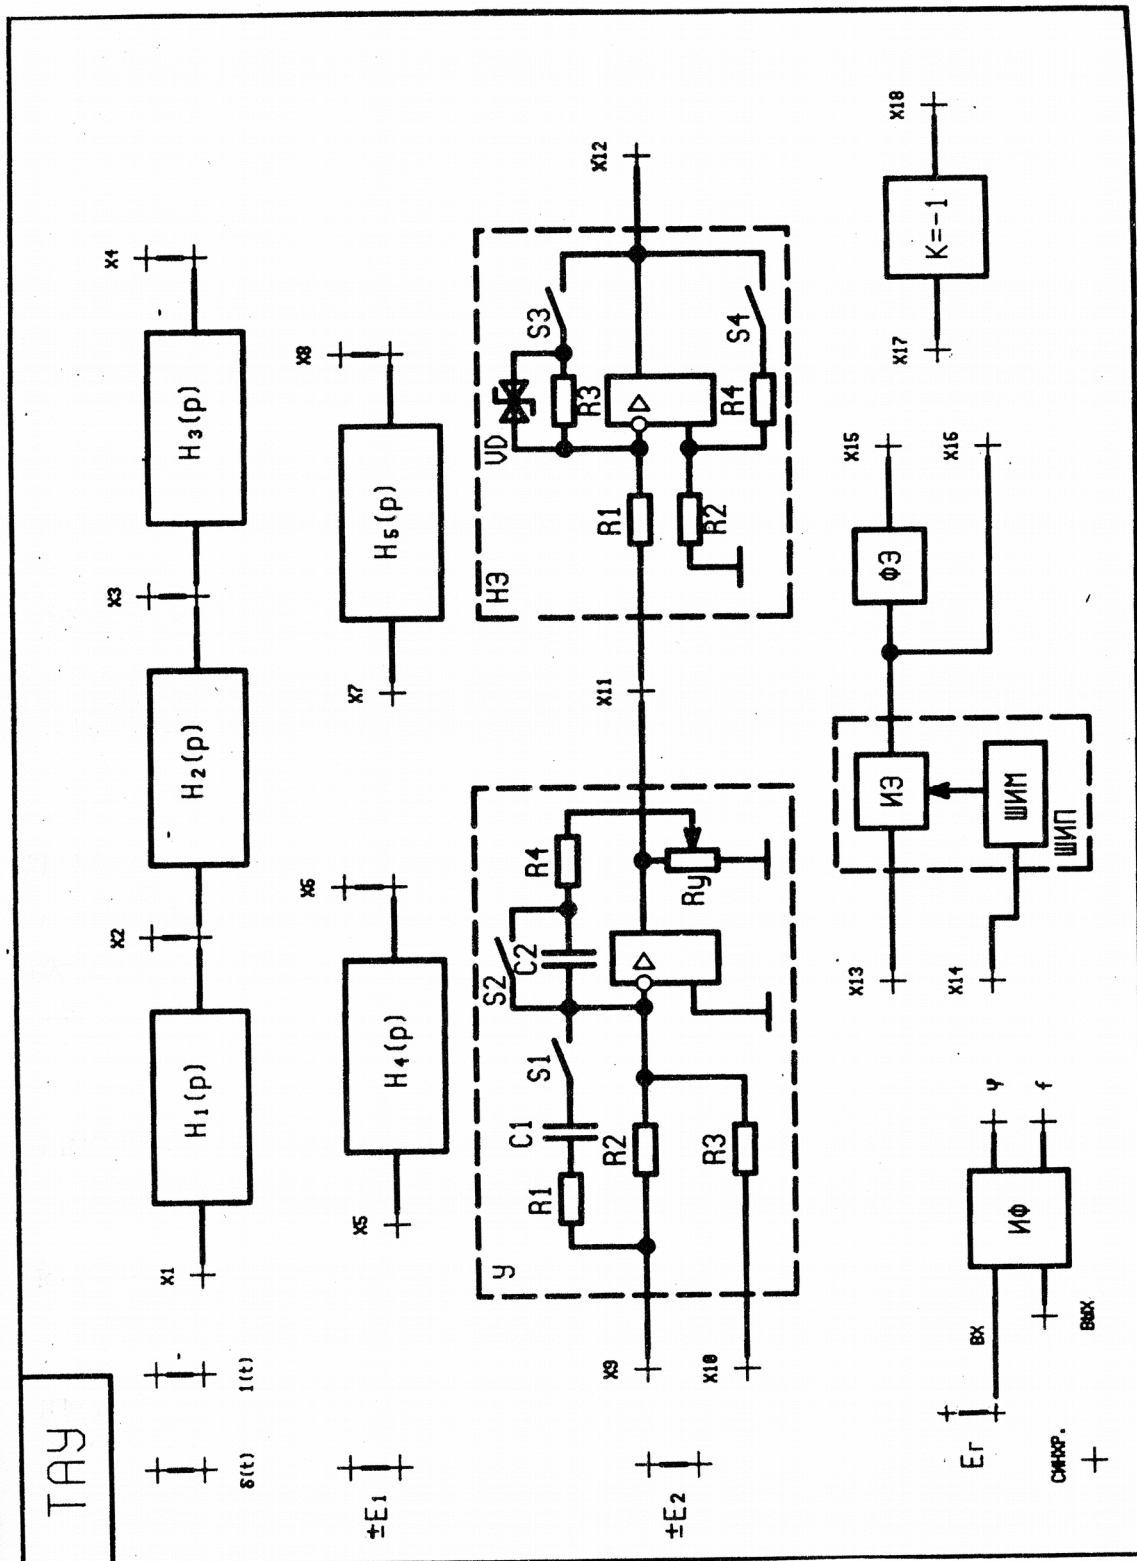 ТАУ
δ(t)
1(t)
X1
H1(p)
X2
H2(p)
X3
H3(p)
X4
±E1
X5
H4(p)
X6
X7
H5(p)
X8
У
R1
C1
S1
S2
C2
R4
НЭ
VD
S3
R3
±E2
X9
R2
Rу
X11
R1
X12
X10
R3
R2
R4
S4
Eг
СИНХР.
ВХ
ВЫХ
ИФ
φ
f
X13
X14
ИЭ
ШИМ
ШИП
ФЭ
X15
X16
X17
K=-1
X18